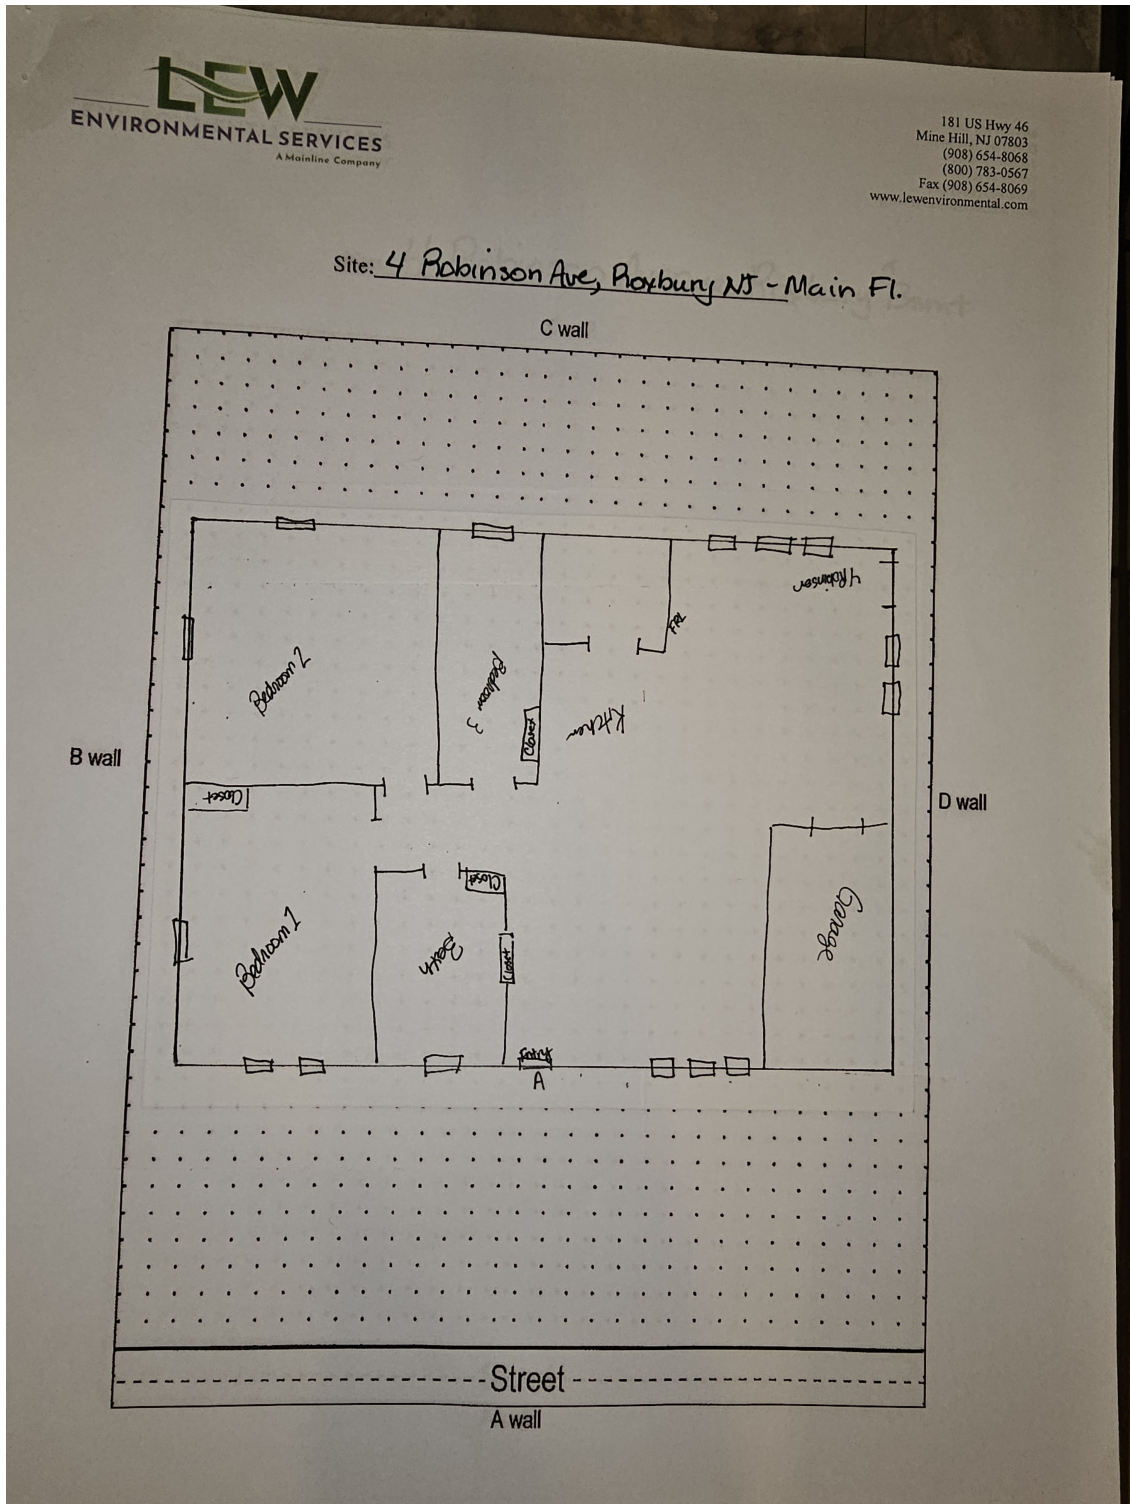 LEW
ENVIRONMENTAL SERVICES
A Mainline Company
181 US Hwy 46
Mine Hill, NJ 07803
(908) 654-8068
(800) 783-0567
Fax (908) 654-8069
www.lewenvironmental.com
Site: 4 Robinson Ave, Roxbury NJ - Main Fl.
C wall
4 Robinson
Bedroom 2
Bedroom 3
Closet
Kitchen
B wall
D wall
Closet
Closet
Bedroom 1
Bath
Closet
Garage
Entry
A
Street
A wall